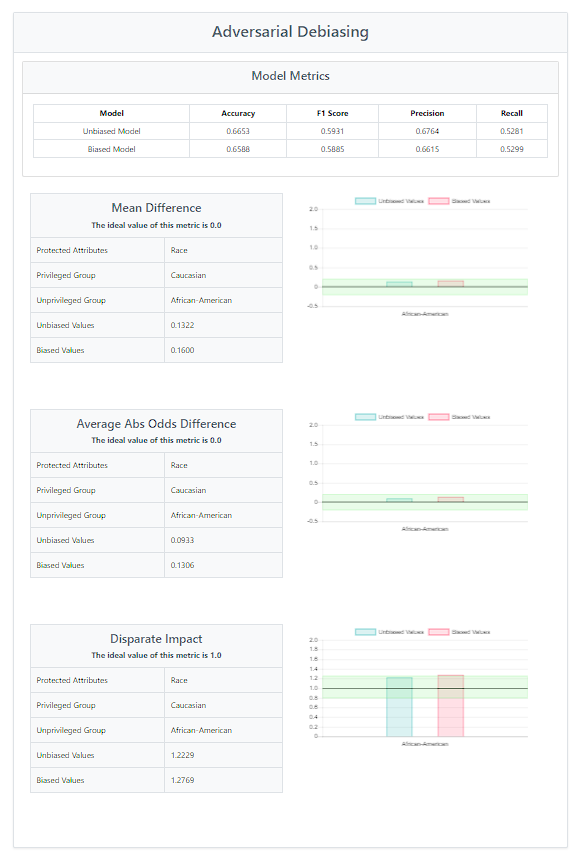 Adversarial Debiasing
Model Metrics
Model Accuracy F1 Score Precision Recall
Unbiased Model 0.6653 0.5931 0.6764 0.5281
Biased Model 0.6588 0.5885 0.6615 0.5299
Mean Difference
The ideal value of this metric is 0.0
Protected Attributes Race
Privileged Group Caucasian
Unprivileged Group African-American
Unbiased Values 0.1322
Biased Values 0.1600
Unbiased Values Biased Values
2.0
1.5
1.0
0.5
0
-0.5
African-American
Average Abs Odds Difference
The ideal value of this metric is 0.0
Protected Attributes Race
Privileged Group Caucasian
Unprivileged Group African-American
Unbiased Values 0.0933
Biased Values 0.1306
Unbiased Values Biased Values
2.0
1.5
1.0
0.5
0
-0.5
African-American
Disparate Impact
The ideal value of this metric is 1.0
Protected Attributes Race
Privileged Group Caucasian
Unprivileged Group African-American
Unbiased Values 1.2229
Biased Values 1.2769
Unbiased Values Biased Values
2.0
1.8
1.6
1.4
1.2
1.0
0.8
0.6
0.4
0.2
0
African-American